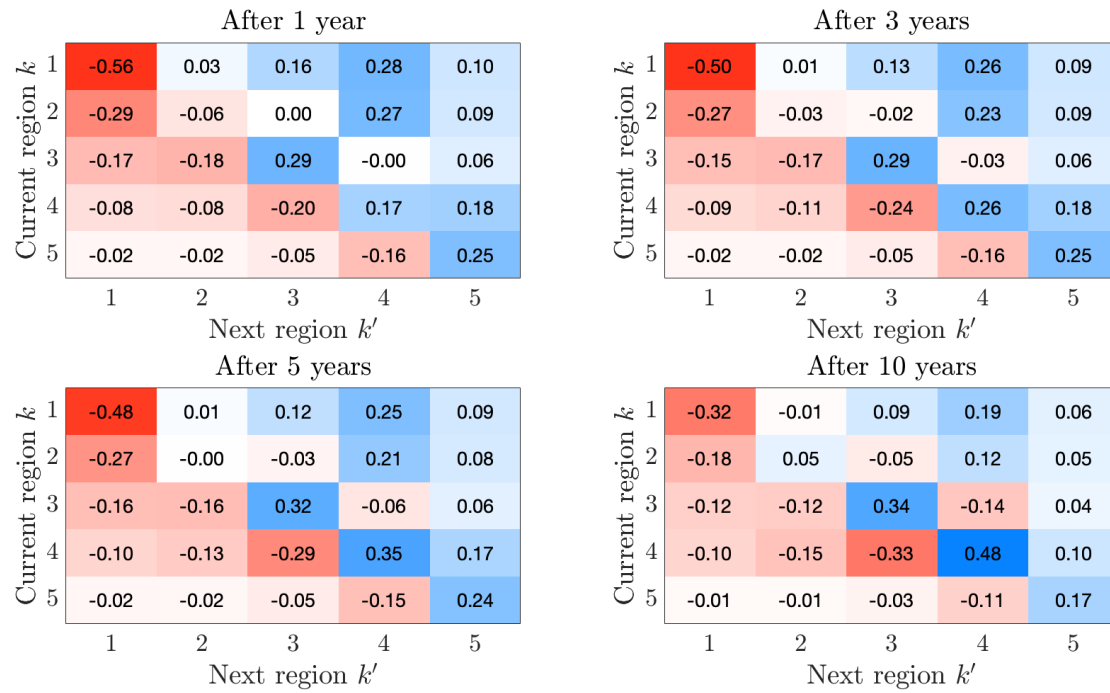 After 1 year
Current region k
1 -0.56 0.03 0.16 0.28 0.10
2 -0.29 -0.06 0.00 0.27 0.09
3 -0.17 -0.18 0.29 -0.00 0.06
4 -0.08 -0.08 -0.20 0.17 0.18
5 -0.02 -0.02 -0.05 -0.16 0.25
1 2 3 4 5
Next region k′
After 3 years
Current region k
1 -0.50 0.01 0.13 0.26 0.09
2 -0.27 -0.03 -0.02 0.23 0.09
3 -0.15 -0.17 0.29 -0.03 0.06
4 -0.09 -0.11 -0.24 0.26 0.18
5 -0.02 -0.02 -0.05 -0.16 0.25
1 2 3 4 5
Next region k′
After 5 years
Current region k
1 -0.48 0.01 0.12 0.25 0.09
2 -0.27 -0.00 -0.03 0.21 0.08
3 -0.16 -0.16 0.32 -0.06 0.06
4 -0.10 -0.13 -0.29 0.35 0.17
5 -0.02 -0.02 -0.05 -0.15 0.24
1 2 3 4 5
Next region k′
After 10 years
Current region k
1 -0.32 -0.01 0.09 0.19 0.06
2 -0.18 0.05 -0.05 0.12 0.05
3 -0.12 -0.12 0.34 -0.14 0.04
4 -0.10 -0.15 -0.33 0.48 0.10
5 -0.01 -0.01 -0.03 -0.11 0.17
1 2 3 4 5
Next region k′